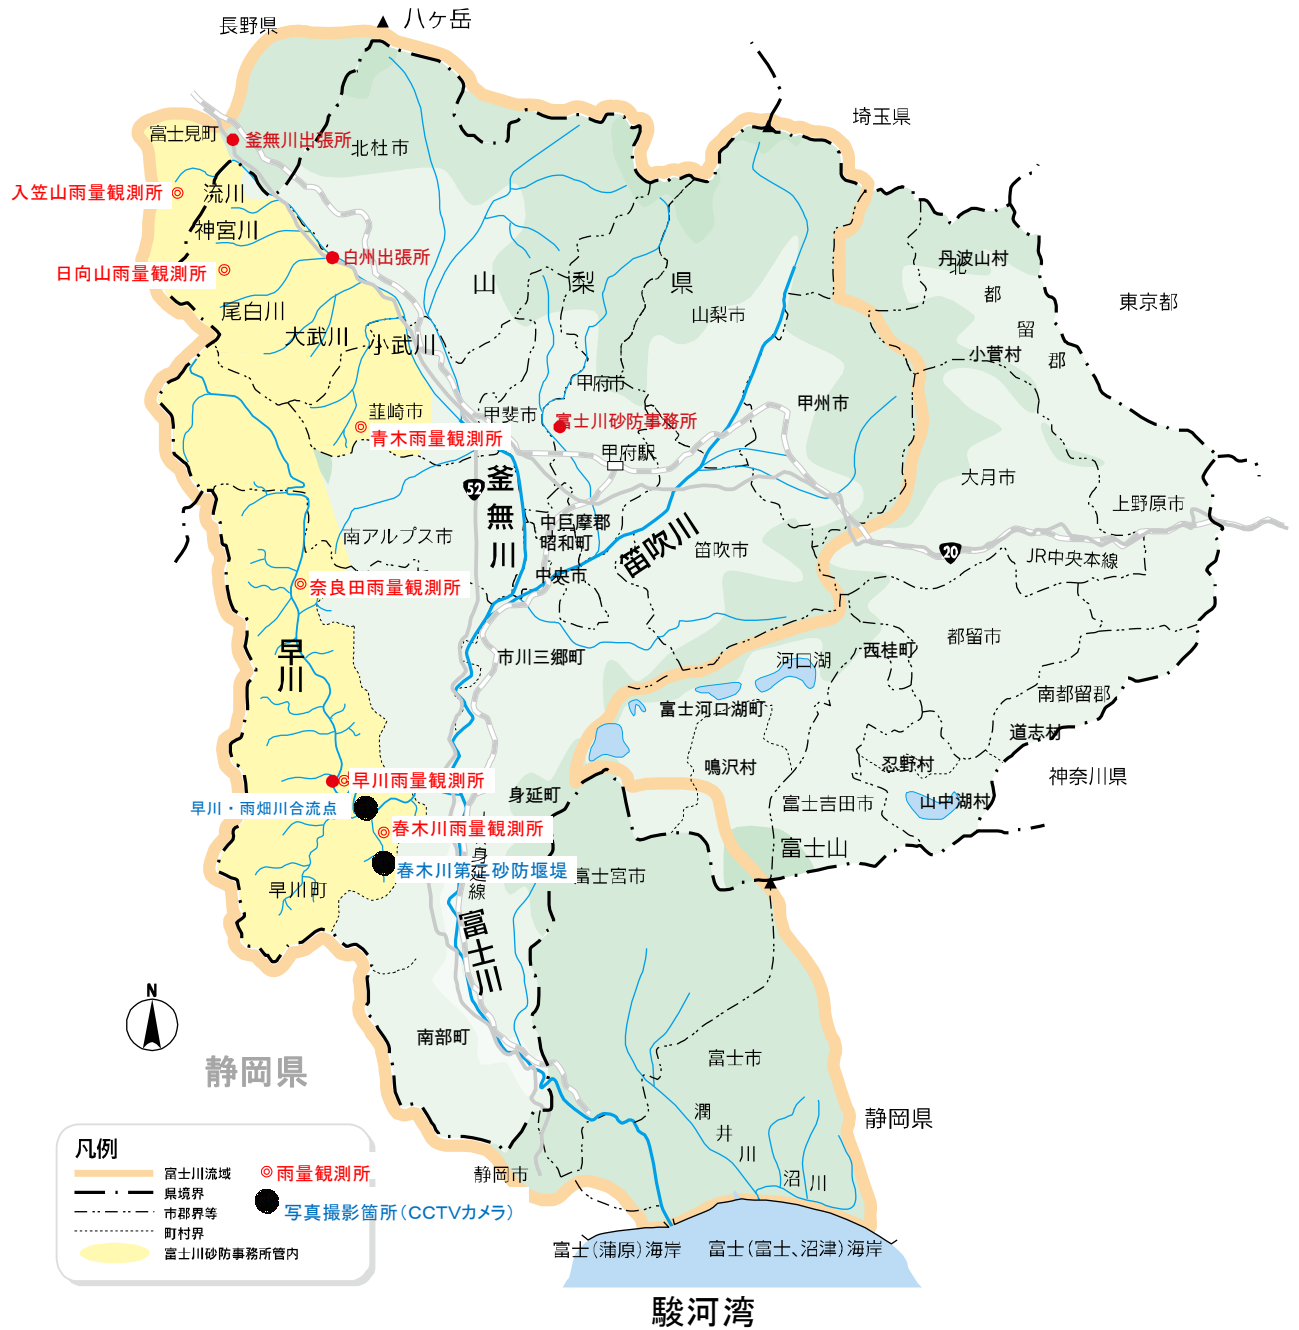 長野県
八ヶ岳
埼玉県
富士見町
釜無川出張所
北杜市
入笠山雨量観測所
流川
神宮川
白州出張所
丹波山村
日向山雨量観測所
山 梨 県
北
都
留
郡
東京都
尾白川
山梨市
大武川
小武川
小菅村
甲府市
甲州市
韮崎市
甲斐市
富士川砂防事務所
青木雨量観測所
甲府駅
大月市
52
釜無川
上野原市
中巨摩郡
昭和町
南アルプス市
笛吹川
笛吹市
20
JR中央本線
中央市
奈良田雨量観測所
都留市
早川
市川三郷町
河口湖
西桂町
南都留郡
富士河口湖町
道志村
鳴沢村
忍野村
神奈川県
早川雨量観測所
身延町
富士吉田市
山中湖村
早川・雨畑川合流点
春木川雨量観測所
富士山
身延線
春木川第二砂防堰堤
富士宮市
早川町
富士川
N
南部町
静岡県
富士市
潤井川
静岡県
静岡市
沼川
凡例
富士川流域
県境界
市郡界等
町村界
富士川砂防事務所管内
雨量観測所
写真撮影箇所（CCTVカメラ）
富士（蒲原）海岸
富士（富士、沼津）海岸
駿河湾